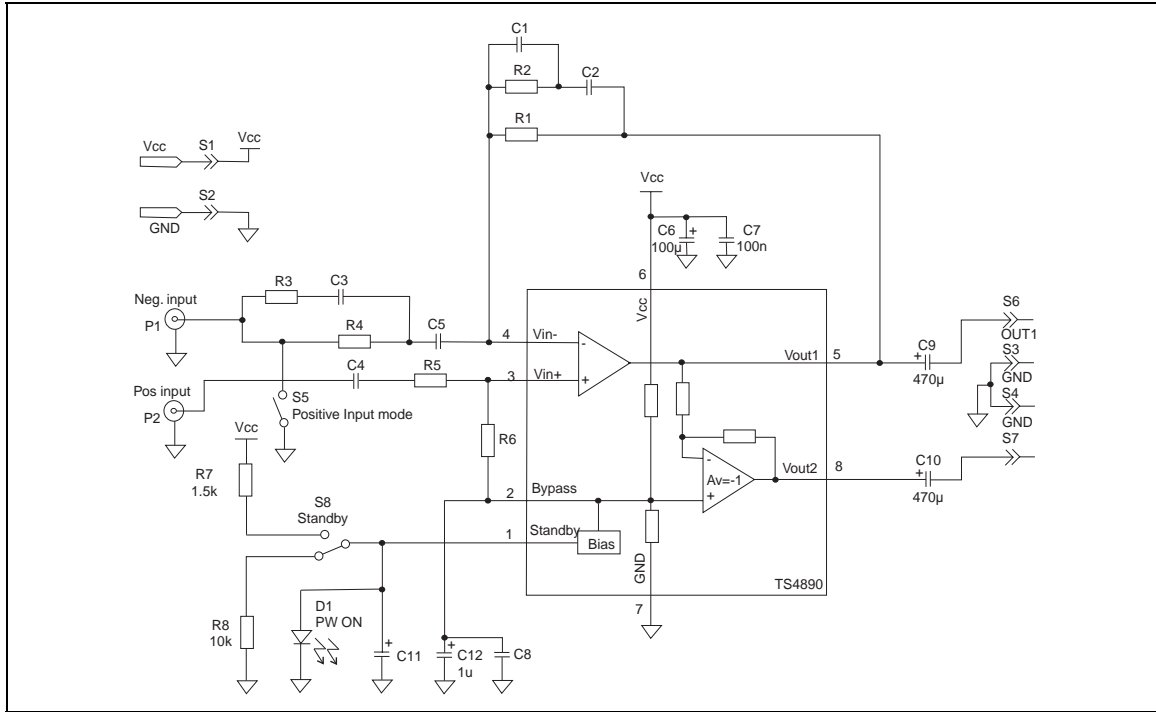 C1
R2
C2
R1
Vcc
S1
Vcc
S2
GND
Vcc
C6
+
100µ
C7
100n
6
Vcc
Neg. input
P1
R3
C3
R4
C5
4
Vin-
-
+
Vout1
5
S6
OUT1
S3
GND
S4
GND
S7
+
C9
470µ
Pos input
P2
C4
R5
3
Vin+
S5
Positive Input mode
R6
Vcc
R7
1.5k
S8
Standby
2
Bypass
1
Standby
Bias
-
+
Av=-1
Vout2
8
+
C10
470µ
GND
TS4890
7
R8
10k
D1
PW ON
+
C11
+
C12
1u
C8